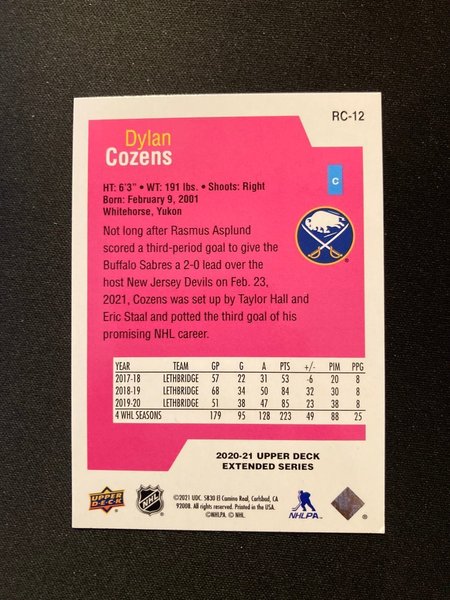 RC-12
Dylan
Cozens
C
HT: 6'3" • WT: 191 lbs. • Shoots: Right
Born: February 9, 2001
Whitehorse, Yukon
Not long after Rasmus Asplund
scored a third-period goal to give the
Buffalo Sabres a 2-0 lead over the
host New Jersey Devils on Feb. 23,
2021, Cozens was set up by Taylor Hall and
Eric Staal and potted the third goal of his
promising NHL career.
YEAR TEAM GP G A PTS +/- PIM PPG
2017-18 LETHBRIDGE 57 22 31 53 -6 20 8
2018-19 LETHBRIDGE 68 34 50 84 32 30 8
2019-20 LETHBRIDGE 51 38 47 85 23 38 8
4 WHL SEASONS 179 95 128 223 49 88 25
2020-21 UPPER DECK
EXTENDED SERIES
UPPER DECK
NHL
©2021 UDC. 5830 El Camino Real, Carlsbad, CA
92008. All rights reserved. Printed in the USA.
©NHLPA. © NHL.
NHLPA